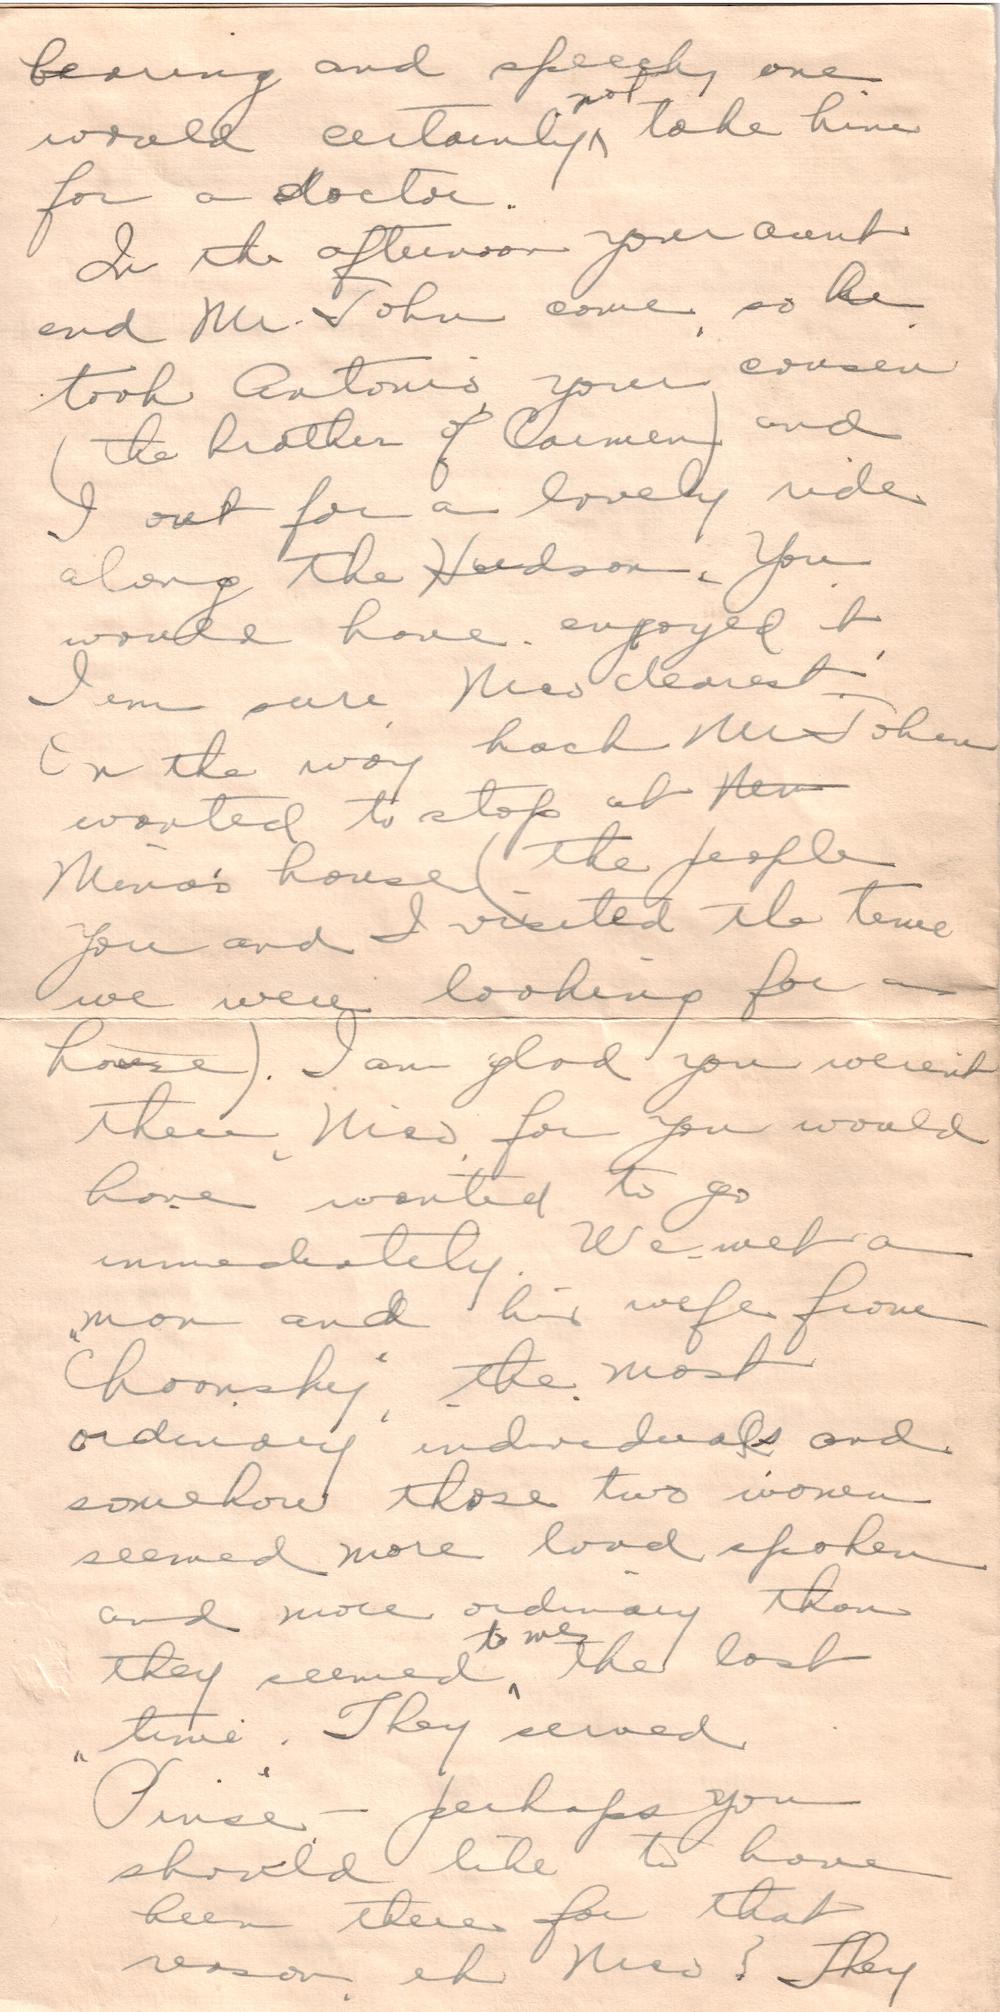 bearing and speech, one
would certainly not take him
for a doctor.
In the afternoon your aunt
and Mr. John came, so he
took Antonio, your cousin
(the brother of Carmen) and
I out for a lovely ride
along the Hudson. You
would have enjoyed it,
I am sure Nico dearest.
On the way back Mr John
wanted to stop at
Mino's house (the people
you and I visited the time
we were looking for a
house). I am glad you weren't
there, Nico, for you would
have wanted to go
immediately. We met a
man and his wife from
"Choonsky", the most
ordinary individuals and
somehow those two women
seemed more loud spoken
and more ordinary than
they seemed to me the last
time. They served
"Pinse" – perhaps you
should like to have
been there for that
reason, eh Nico? They